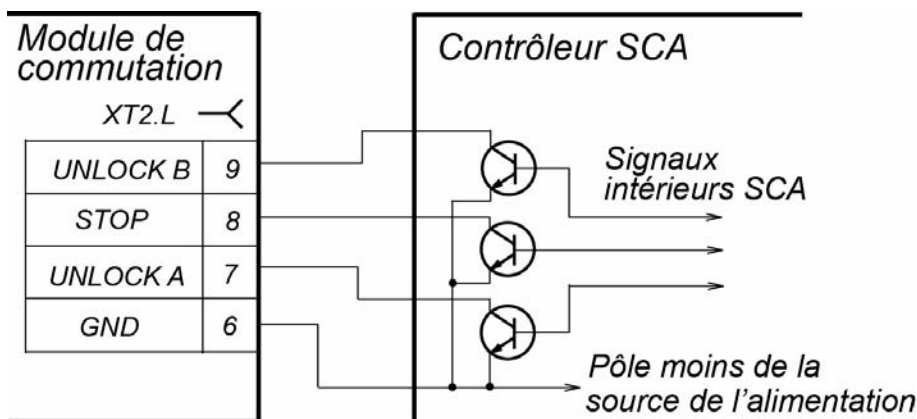 Module de
commutation
XT2.L
UNLOCK B 9
STOP 8
UNLOCK A 7
GND 6
Contrôleur SCA
Signaux
intérieurs SCA
Pôle moins de la
source de l'alimentation